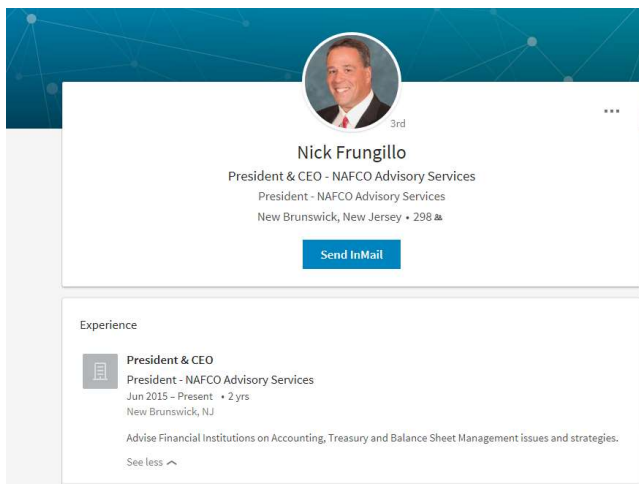 3rd
Nick Frungillo
President & CEO - NAFCO Advisory Services
President - NAFCO Advisory Services
New Brunswick, New Jersey • 298
Send InMail
Experience
President & CEO
President - NAFCO Advisory Services
Jun 2015 – Present • 2 yrs
New Brunswick, NJ
Advise Financial Institutions on Accounting, Treasury and Balance Sheet Management issues and strategies.
See less